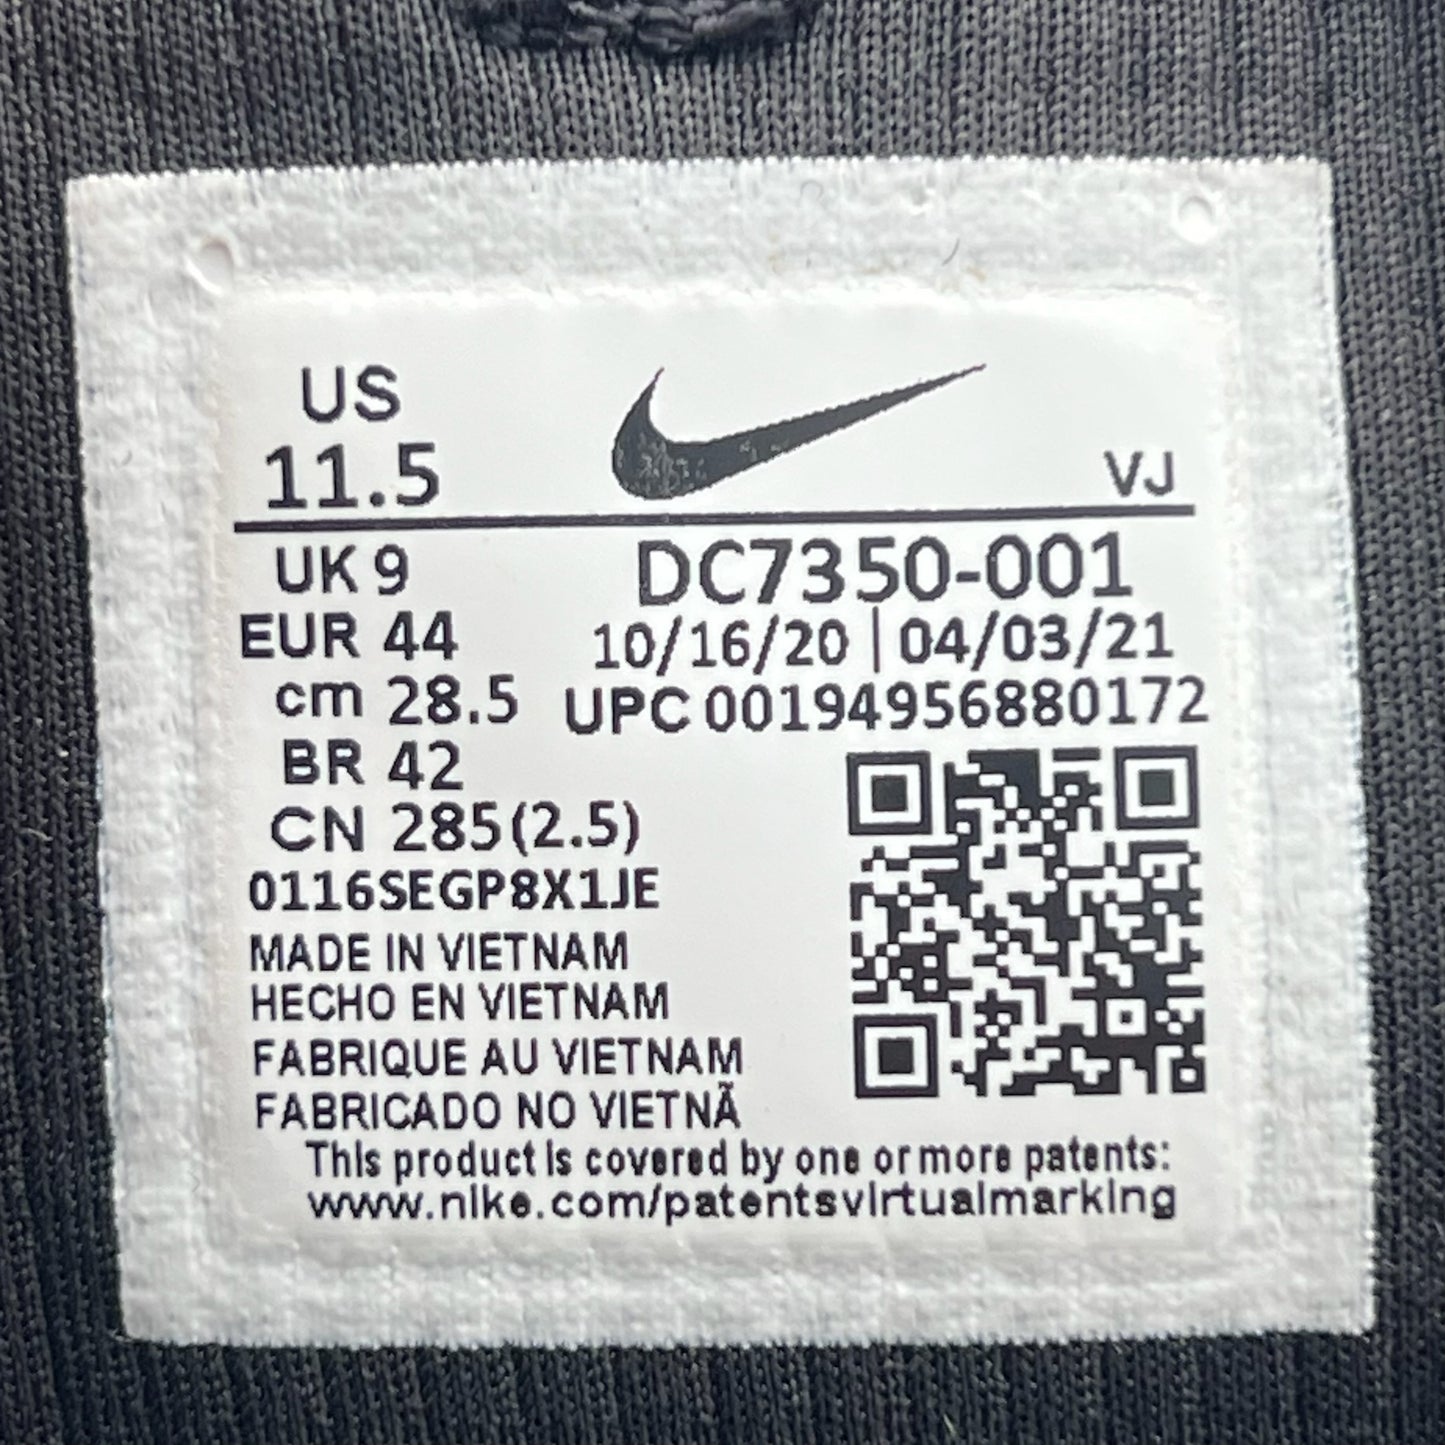 US
11.5
VJ
UK 9
DC7350-001
EUR 44
10/16/20 | 04/03/21
cm 28.5
UPC 00194956880172
BR 42
CN 285(2.5)
0116SEGP8X1JE
MADE IN VIETNAM
HECHO EN VIETNAM
FABRIQUE AU VIETNAM
FABRICADO NO VIETNÃ
This product is covered by one or more patents:
www.nike.com/patentsvirtualmarking